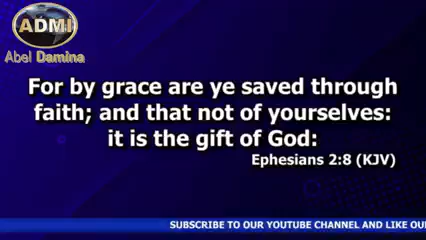 ADMI
Abel Damina
For by grace are ye saved through
faith; and that not of yourselves:
it is the gift of God:
Ephesians 2:8 (KJV)
SUBSCRIBE TO OUR YOUTUBE CHANNEL AND LIKE OUR